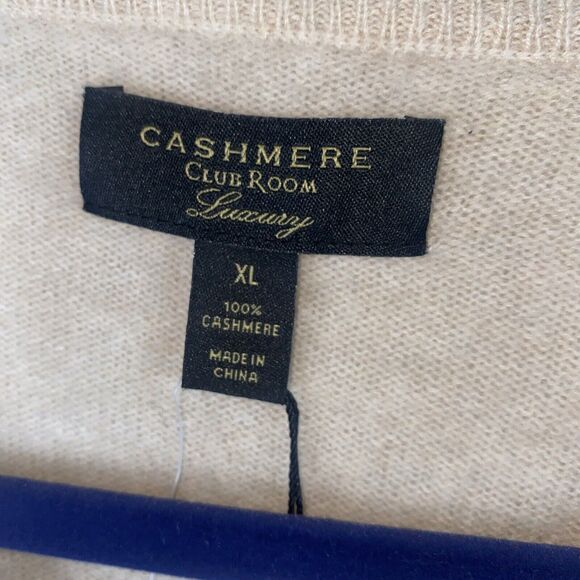 CASHMERE
CLUB ROOM
Luxury
XL
100%
CASHMERE
MADE IN
CHINA